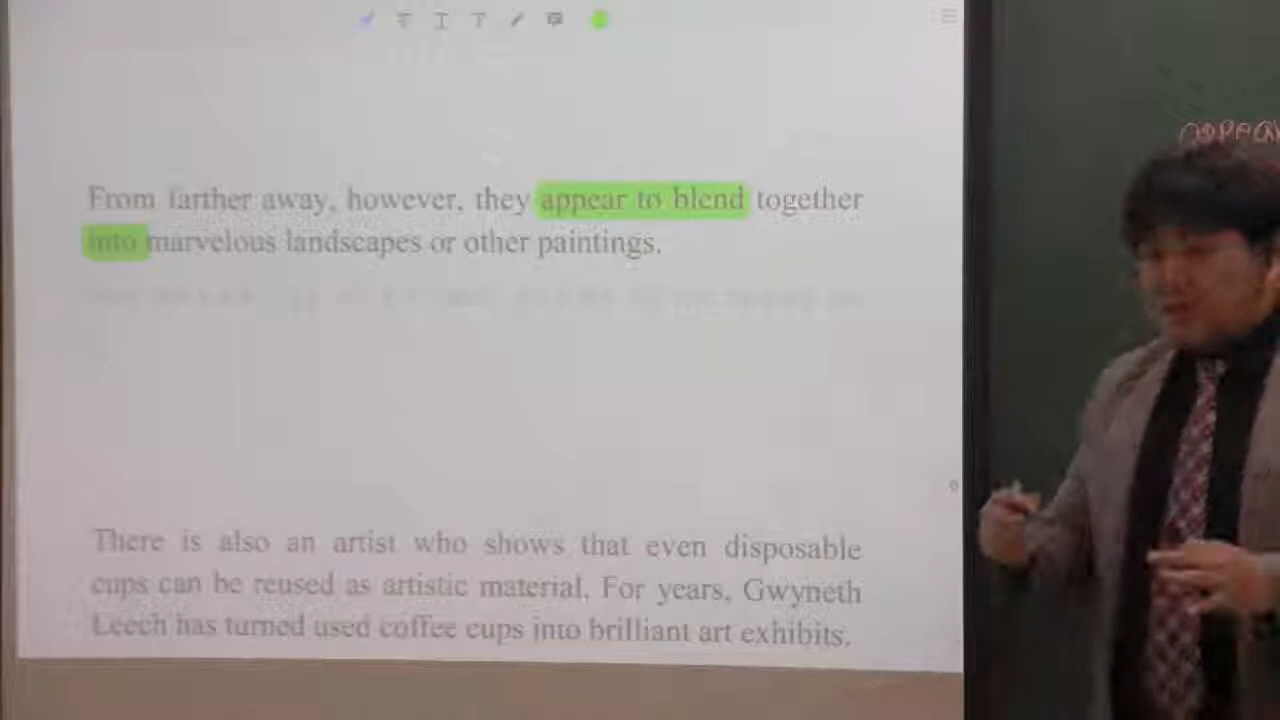 From farther away, however, they appear to blend together
into marvelous landscapes or other paintings.
There is also an artist who shows that even disposable
cups can be reused as artistic material. For years, Gwyneth
Leech has turned used coffee cups into brilliant art exhibits.